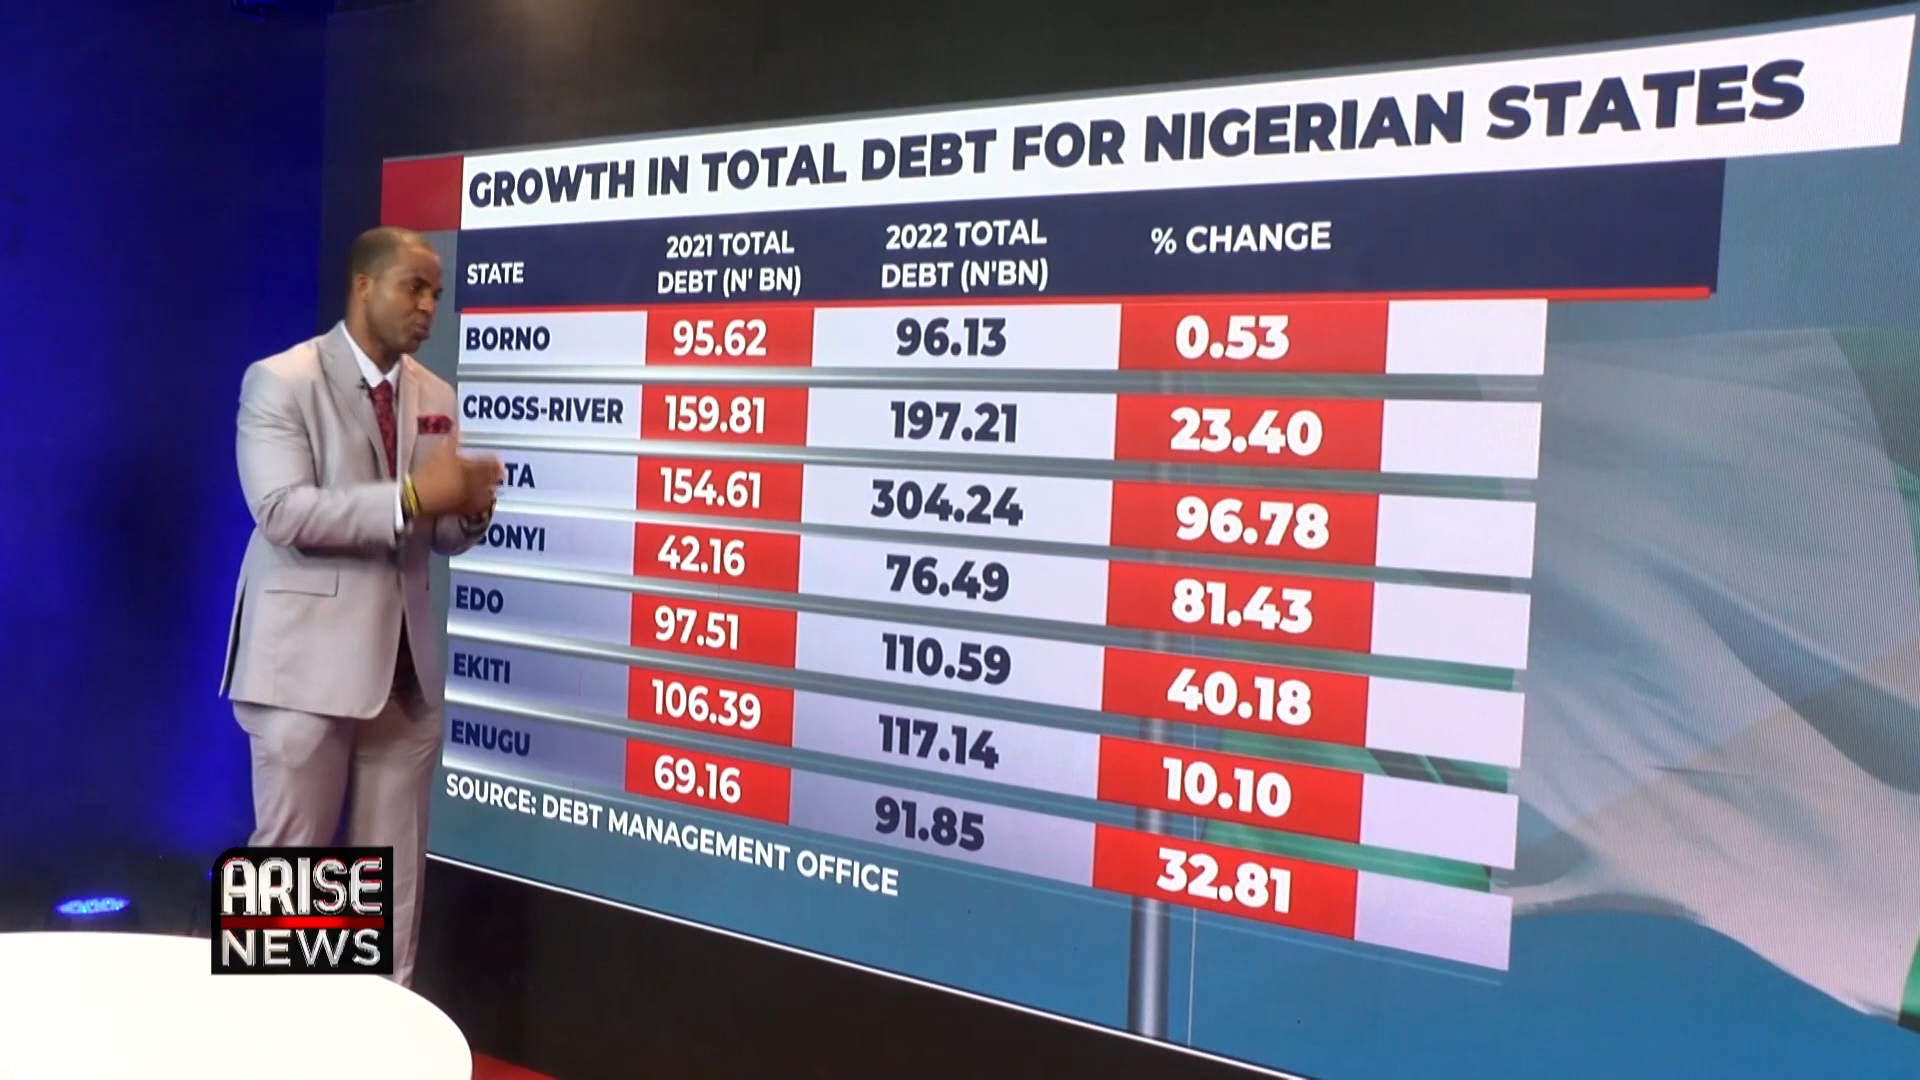 GROWTH IN TOTAL DEBT FOR NIGERIAN STATES
STATE 2021 TOTAL DEBT (N' BN) 2022 TOTAL DEBT (N'BN) % CHANGE
BORNO 95.62 96.13 0.53
CROSS-RIVER 159.81 197.21 23.40
TA 154.61 304.24 96.78
ONYI 42.16 76.49 81.43
EDO 97.51 110.59 40.18
EKITI 106.39 117.14 10.10
ENUGU 69.16 91.85 32.81
SOURCE: DEBT MANAGEMENT OFFICE
ARISE
NEWS